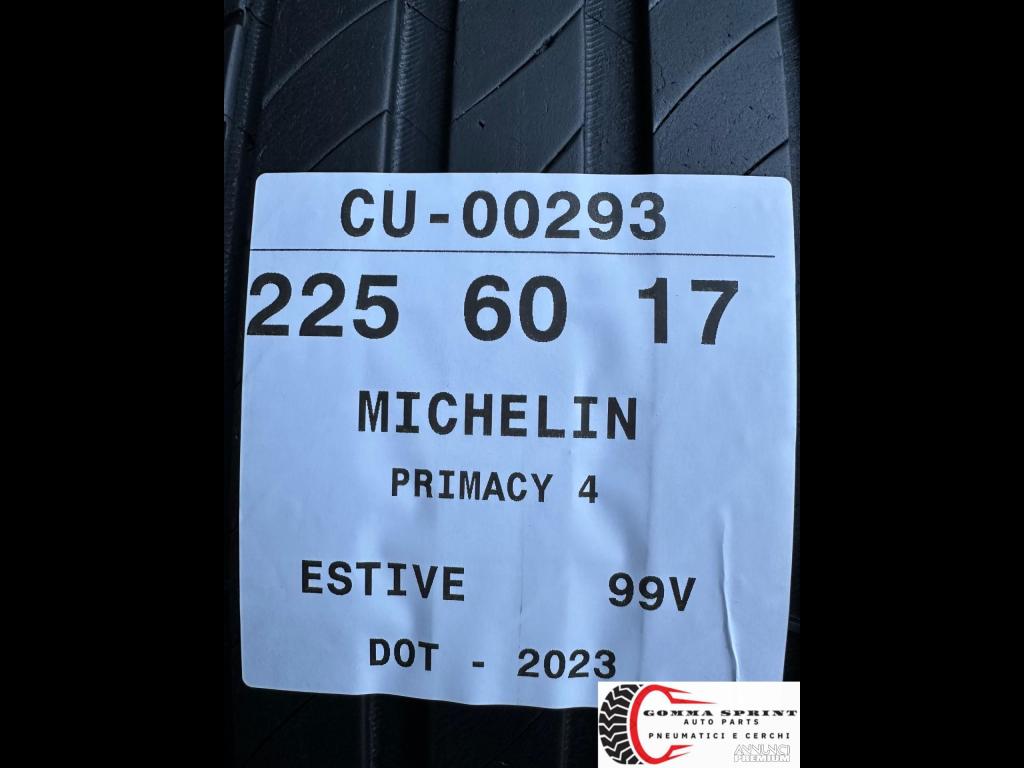 CU-00293
225 60 17
MICHELIN
PRIMACY 4
ESTIVE 99V
DOT - 2023
GOMMA SPRINT
AUTO PARTS
PNEUMATICI E CERCHI
ANNUNCI
PREMIUM